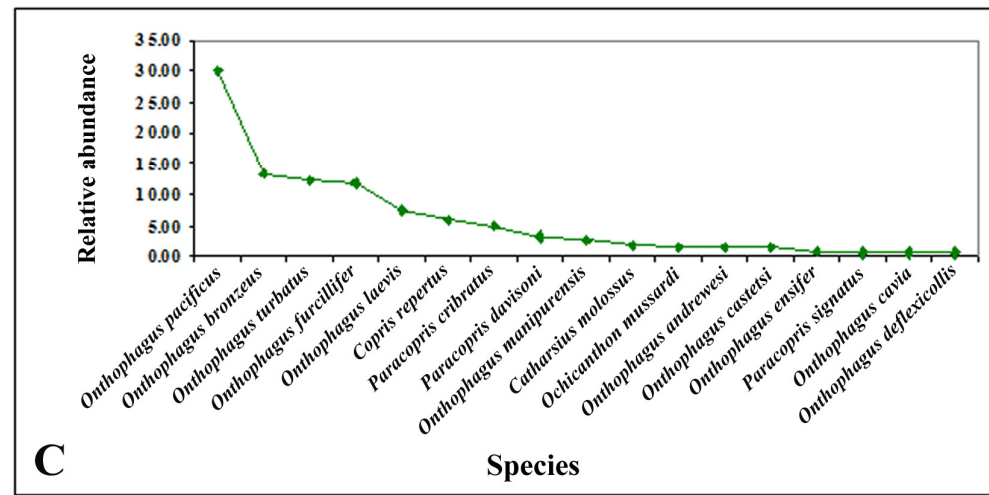 35.00
30.00
25.00
20.00
15.00
10.00
5.00
0.00
Relative abundance
Onthophagus pacificus
Onthophagus bronzeus
Onthophagus turbatus
Onthophagus furcillifer
Onthophagus laevis
Copris repertus
Paracopris cribratus
Paracopris davisoni
Onthophagus manipurensis
Catharsius molossus
Ochicanthon mussardi
Onthophagus andrewesi
Onthophagus castetsi
Onthophagus ensifer
Paracopris signatus
Onthophagus cavia
Onthophagus deflexicollis
C
Species